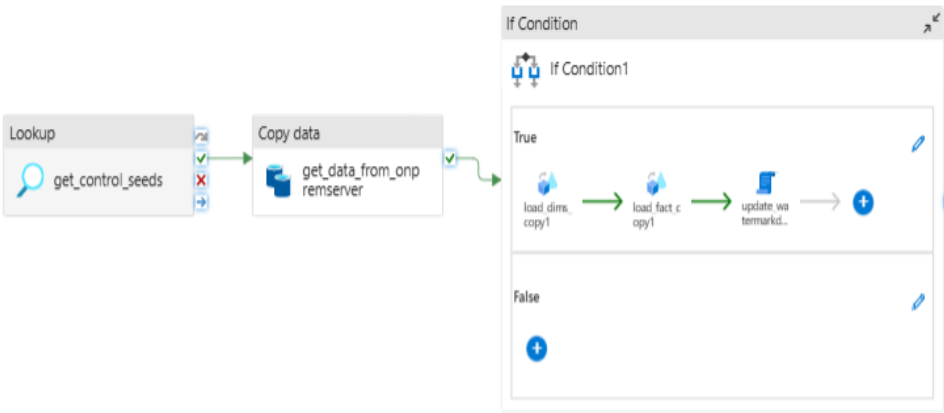 If Condition
If Condition1
Lookup
get_control_seeds
Copy data
get_data_from_onp
remserver
True
load_dims_
copy1
load_fact_c
opy1
update_wa
termarkd...
False